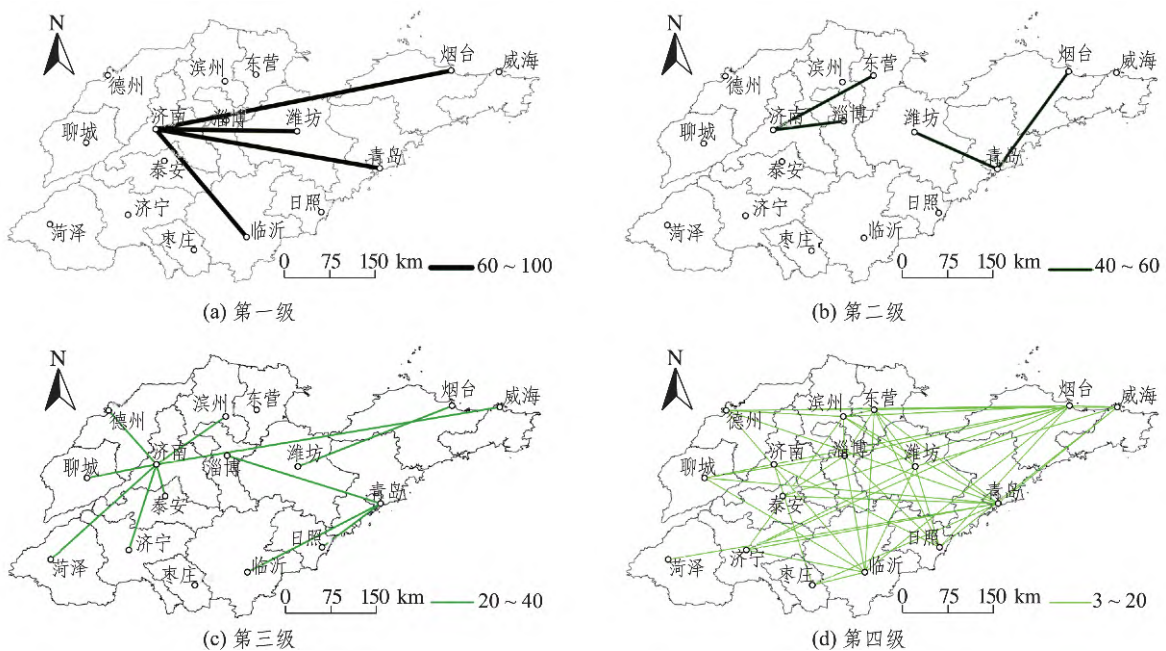 N
烟台
威海
滨州
东营
德州
济南
淄博
潍坊
聊城
泰安
青岛
日照
济宁
菏泽
临沂
枣庄
0 75 150 km
60～100
(a) 第一级
N
烟台
威海
滨州
东营
德州
济南
淄博
潍坊
聊城
泰安
青岛
日照
济宁
菏泽
临沂
枣庄
0 75 150 km
40～60
(b) 第二级
N
烟台
威海
滨州
东营
德州
济南
淄博
潍坊
聊城
泰安
青岛
日照
济宁
菏泽
临沂
枣庄
0 75 150 km
20～40
(c) 第三级
N
烟台
威海
滨州
东营
德州
济南
淄博
潍坊
聊城
泰安
青岛
日照
济宁
菏泽
临沂
枣庄
0 75 150 km
3～20
(d) 第四级